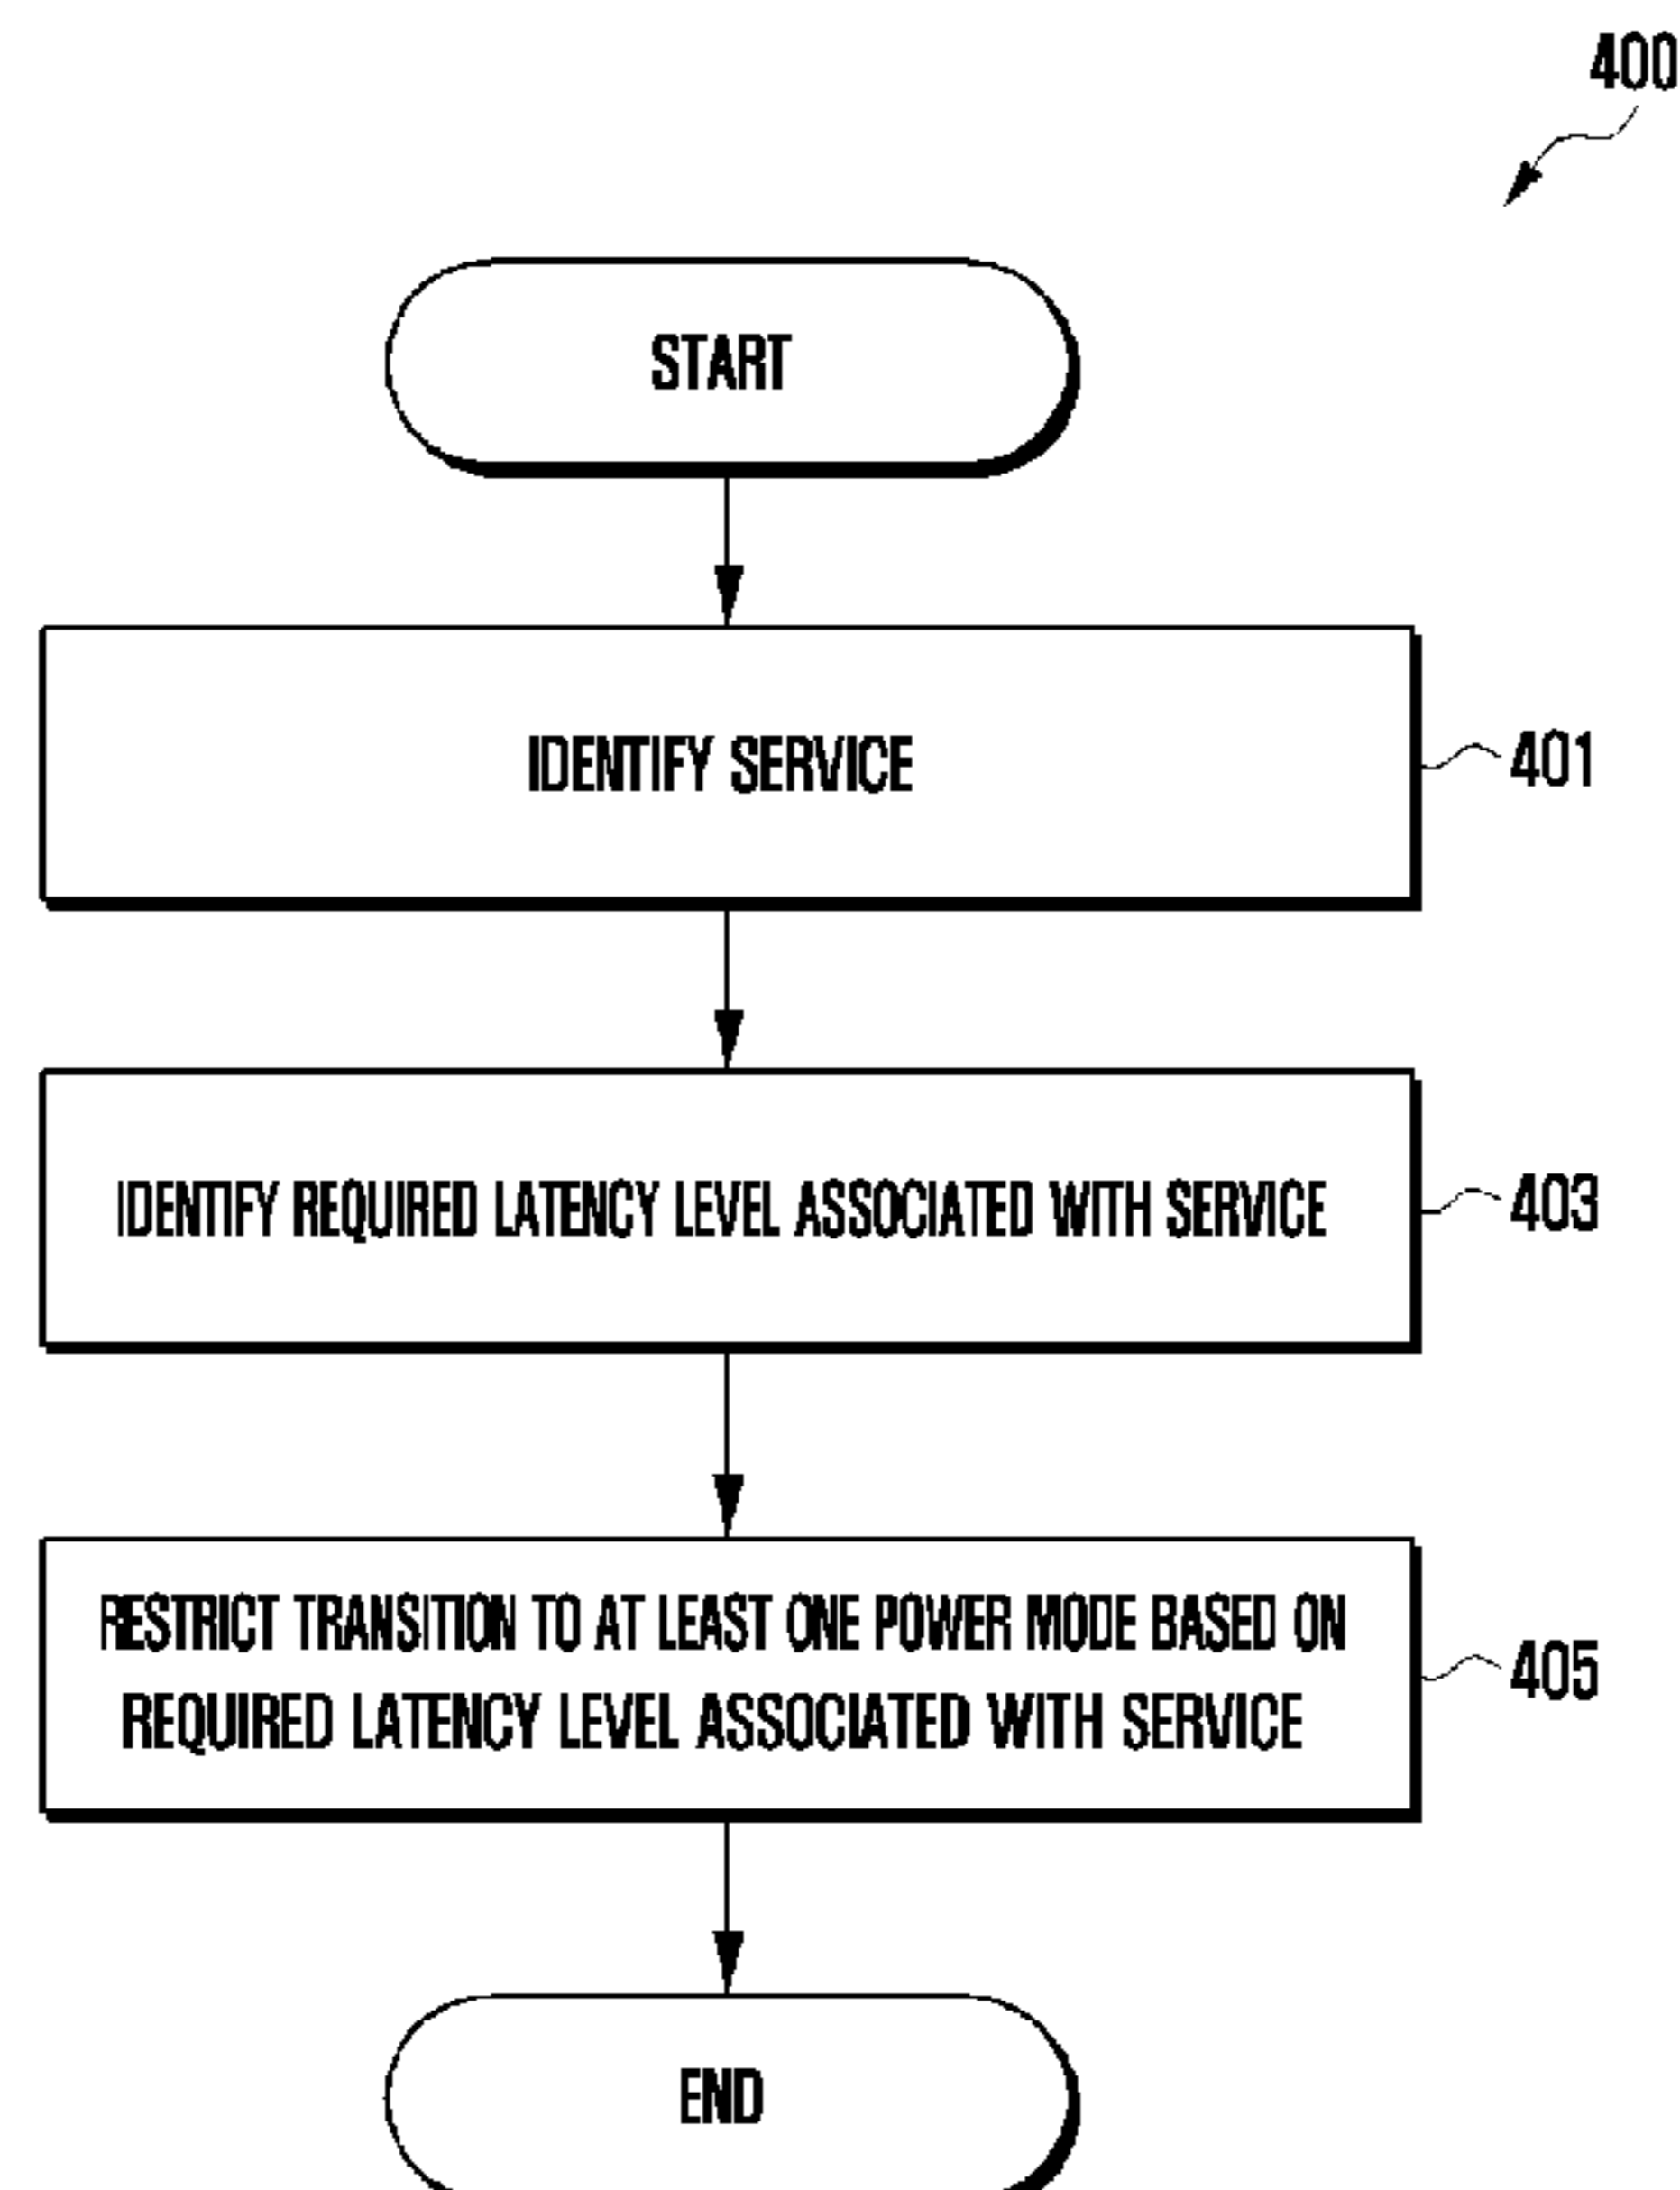 400
START
IDENTIFY SERVICE
401
IDENTIFY REQUIRED LATENCY LEVEL ASSOCIATED WITH SERVICE
403
RESTRICT TRANSITION TO AT LEAST ONE POWER MODE BASED ON
REQUIRED LATENCY LEVEL ASSOCIATED WITH SERVICE
405
END